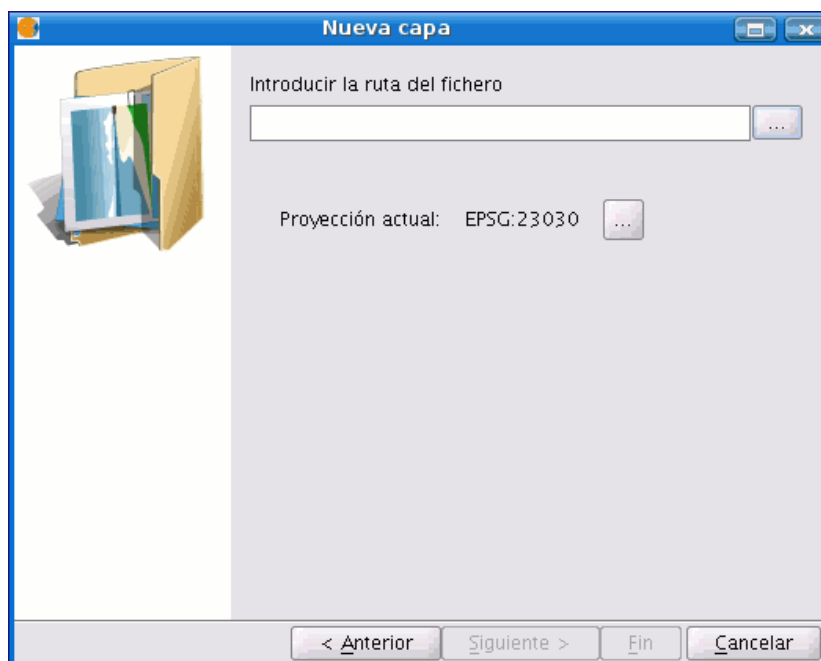 Nueva capa
Introducir la ruta del fichero
...
Proyección actual: EPSG:23030 ...
< Anterior Siguiente > Fin Cancelar